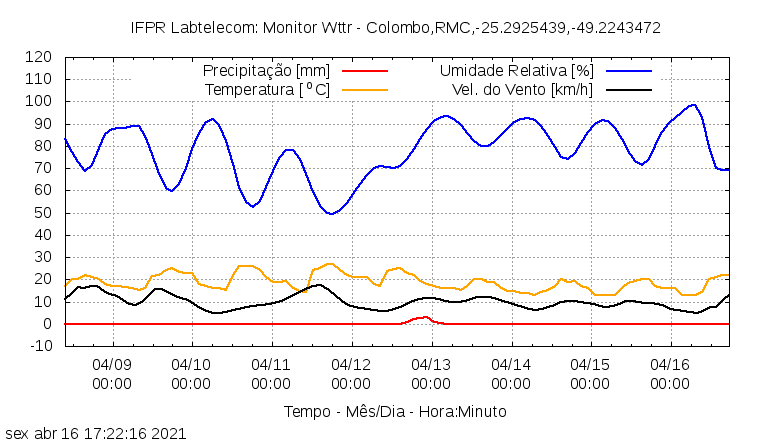 IFPR Labtelecom: Monitor Wttr - Colombo,RMC,-25.2925439,-49.2243472
Precipitação [mm]
Temperatura [ ⁰C]
Umidade Relativa [%]
Vel. do Vento [km/h]
120
110
100
90
80
70
60
50
40
30
20
10
0
-10
04/09 04/10 04/11 04/12 04/13 04/14 04/15 04/16
00:00 00:00 00:00 00:00 00:00 00:00 00:00 00:00
Tempo - Mês/Dia - Hora:Minuto
sex abr 16 17:22:16 2021